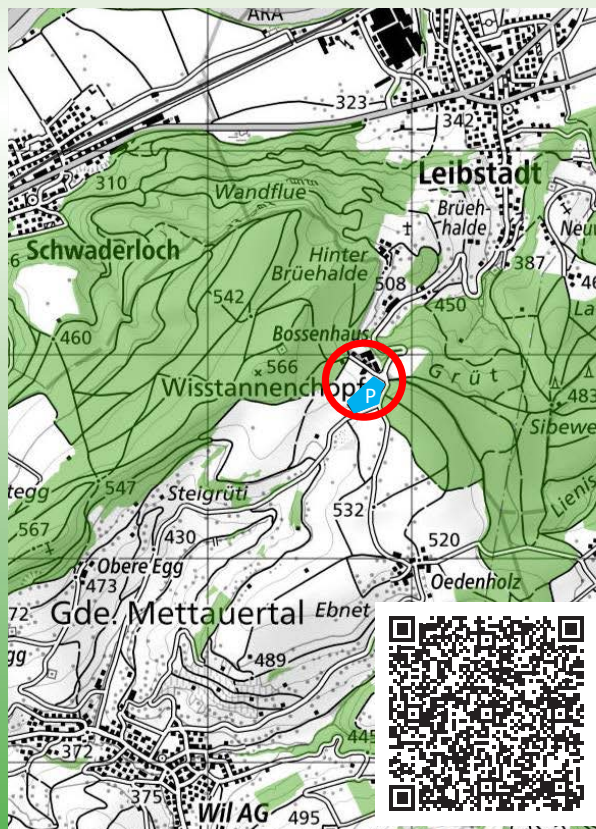 ARA
323
342
310
Wandflue
Leibstadt
Brüeh-
halde
Schwaderloch
Hinter
Brüehalde
508
387
542
450
460
Bossenhaus
566
Wisstannenchopf
P
Grüt
483
547
Steigrüti
532
567
430
520
Obere Egg
473
Oedenholz
Gde. Mettauertal
Ebnet
489
372
445
375
Wil AG
495